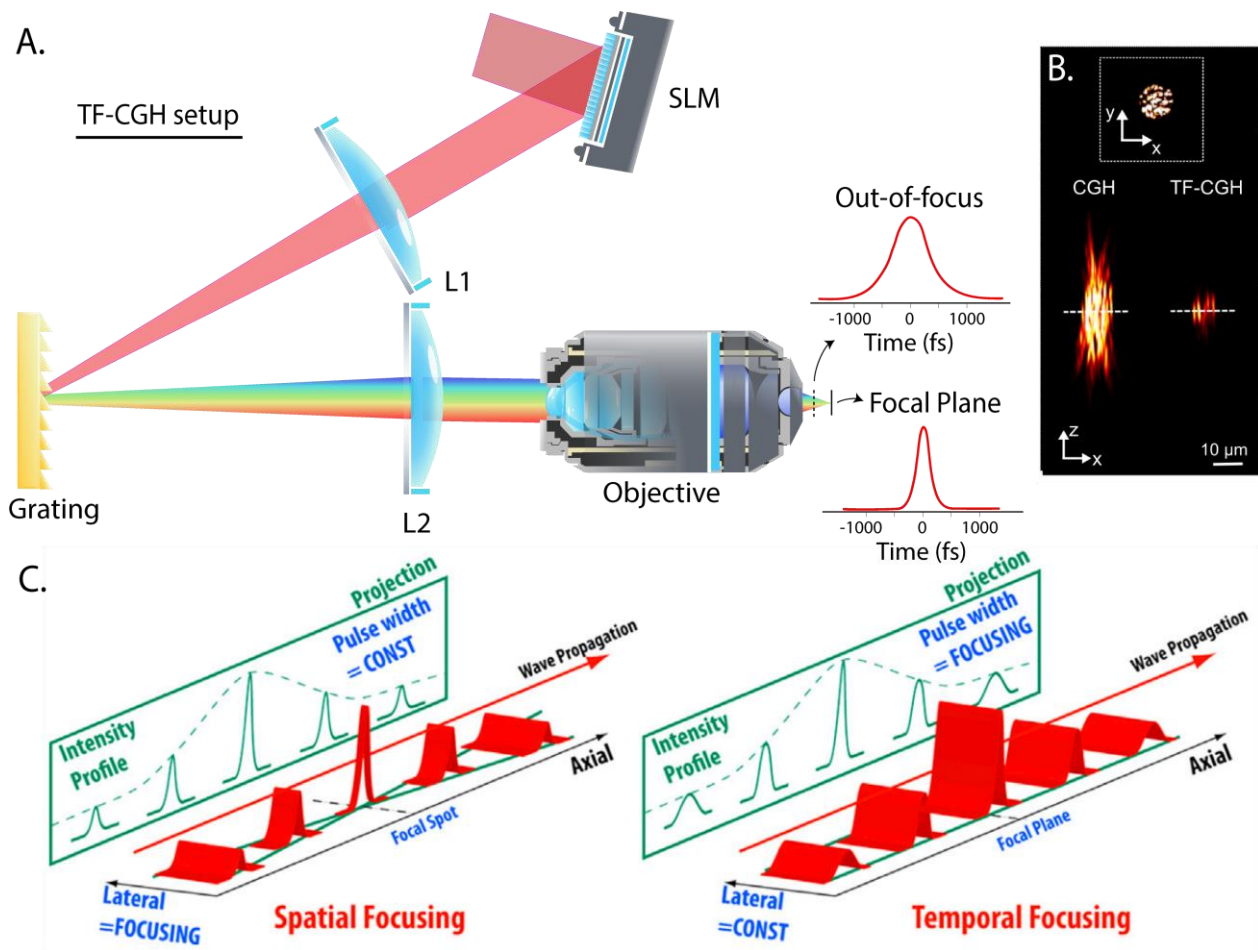 A.
TF-CGH setup
SLM
L1
Grating
L2
Objective
Out-of-focus
-1000 0 1000
Time (fs)
Focal Plane
-1000 0 1000
Time (fs)
B.
y
x
CGH TF-CGH
z
x
10 µm
C.
Projection
Pulse width
= CONST
Wave Propagation
Intensity
Profile
Axial
Focal Spot
Lateral
=FOCUSING
Spatial Focusing
Projection
Pulse width
= FOCUSING
Wave Propagation
Intensity
Profile
Axial
Focal Plane
Lateral
=CONST
Temporal Focusing